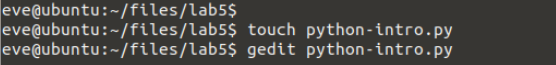 eve@ubuntu:~/files/lab5$
eve@ubuntu:~/files/lab5$ touch python-intro.py
eve@ubuntu:~/files/lab5$ gedit python-intro.py